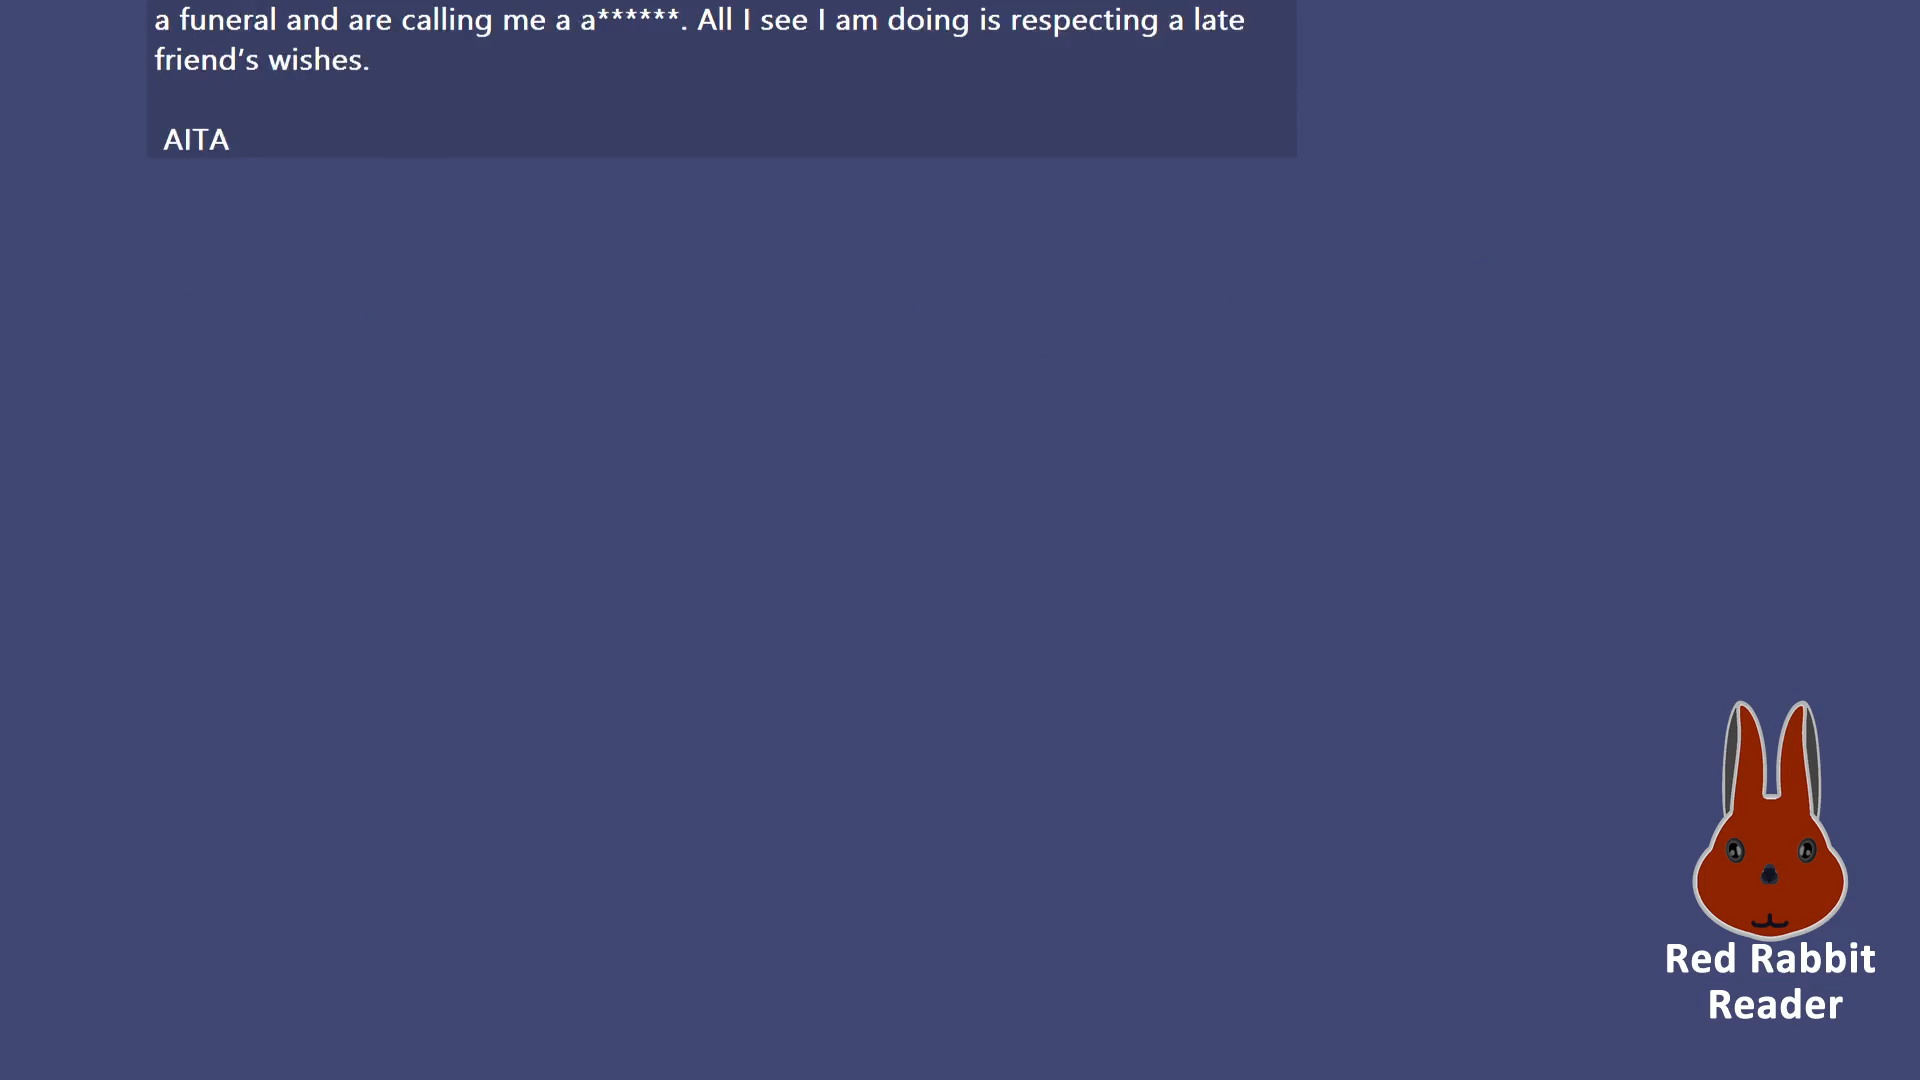 a funeral and are calling me a a******. All I see I am doing is respecting a late
friend's wishes.
AITA
Red Rabbit
Reader